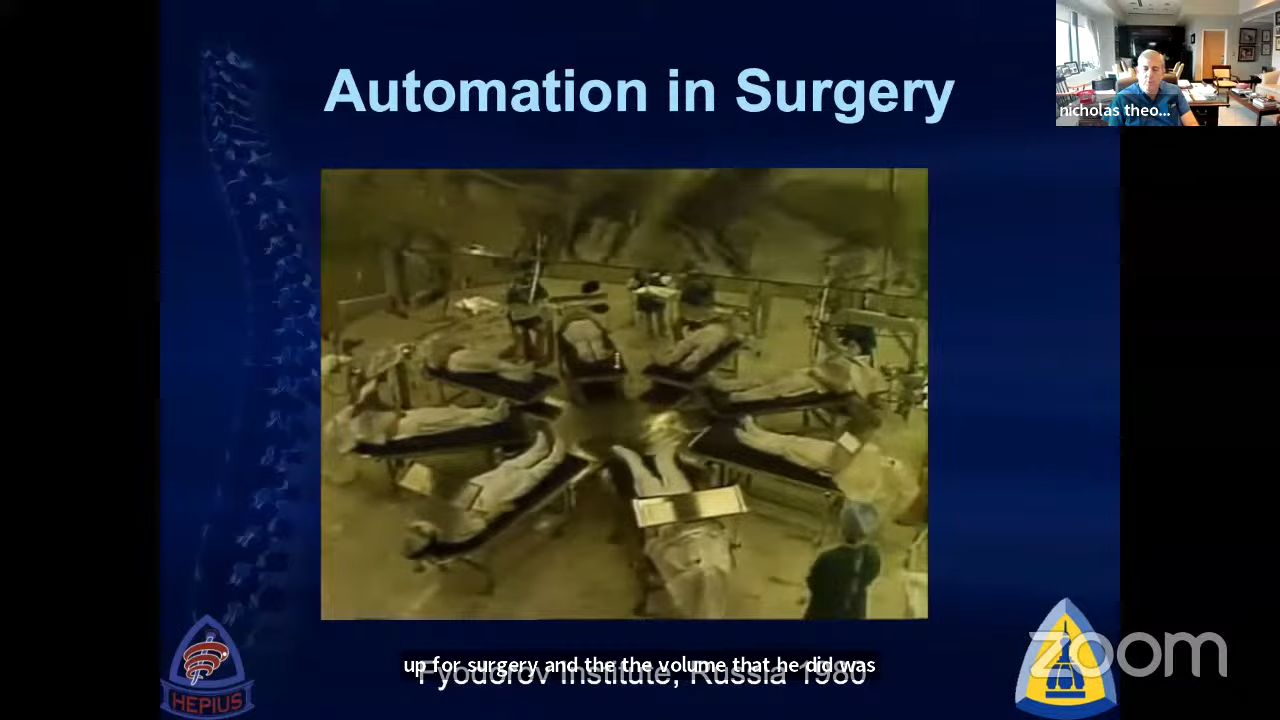 Automation in Surgery
nicholas theo...
up for surgery and the the volume that he did was
Fyodorov Institute, Russia 1980
HEPIUS
zoom